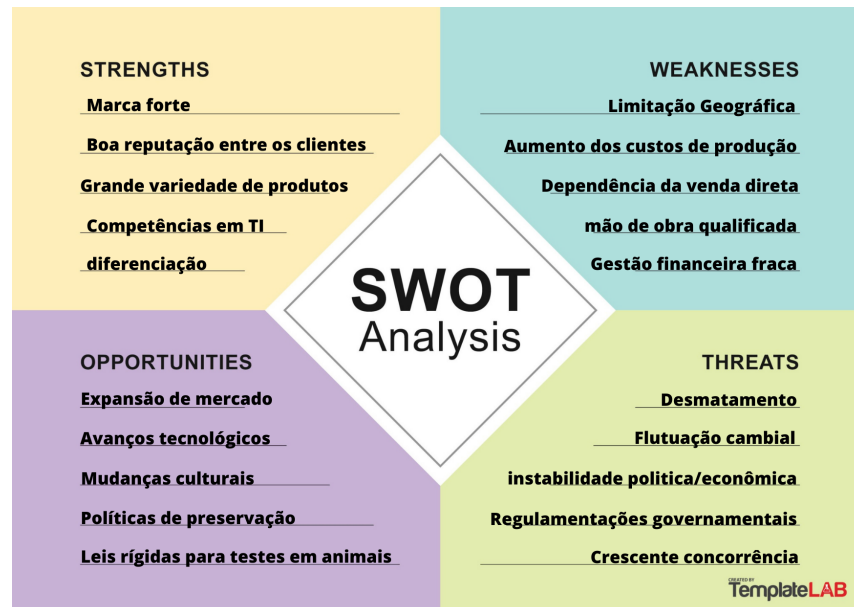 STRENGTHS
Marca forte
Boa reputação entre os clientes
Grande variedade de produtos
Competências em TI
diferenciação
WEAKNESSES
Limitação Geográfica
Aumento dos custos de produção
Dependência da venda direta
mão de obra qualificada
Gestão financeira fraca
SWOT
Analysis
OPPORTUNITIES
Expansão de mercado
Avanços tecnológicos
Mudanças culturais
Políticas de preservação
Leis rígidas para testes em animais
THREATS
Desmatamento
Flutuação cambial
instabilidade politica/econômica
Regulamentações governamentais
Crescente concorrência
CREATED BY
TemplateLAB